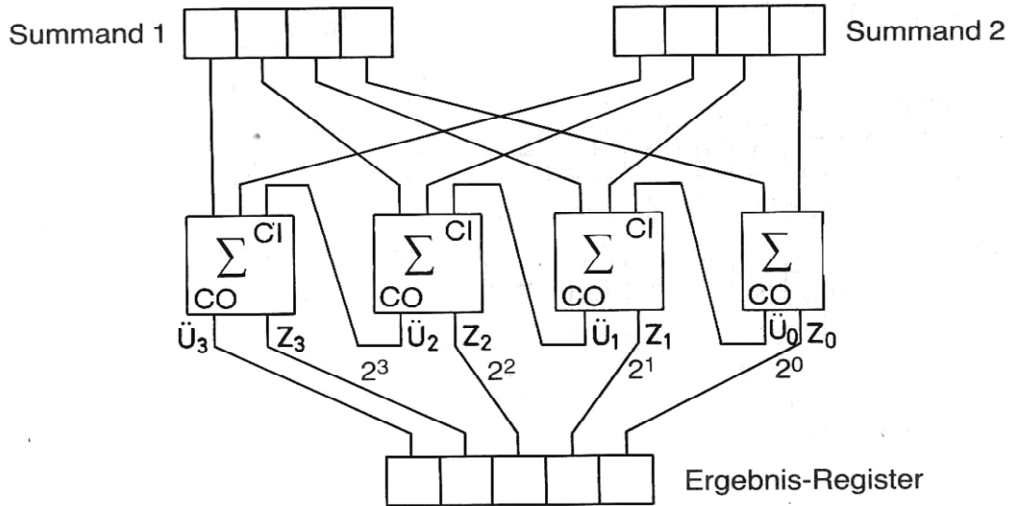 Summand 1
Summand 2
CI
Σ
CO
CI
Σ
CO
CI
Σ
CO
Σ
CO
Ü3 Z3 Ü2 Z2 Ü1 Z1 Ü0 Z0
2³ 2² 2¹ 2⁰
Ergebnis-Register